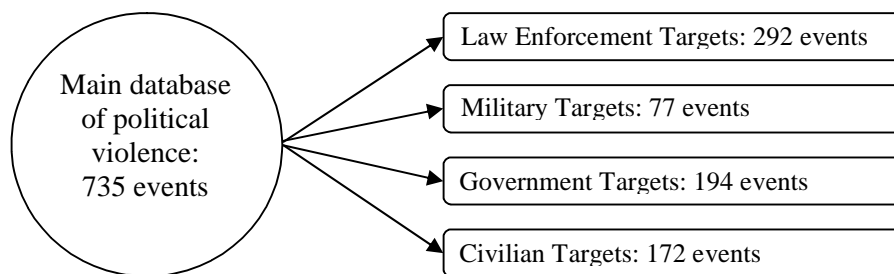 Main database
of political
violence:
735 events
Law Enforcement Targets: 292 events
Military Targets: 77 events
Government Targets: 194 events
Civilian Targets: 172 events